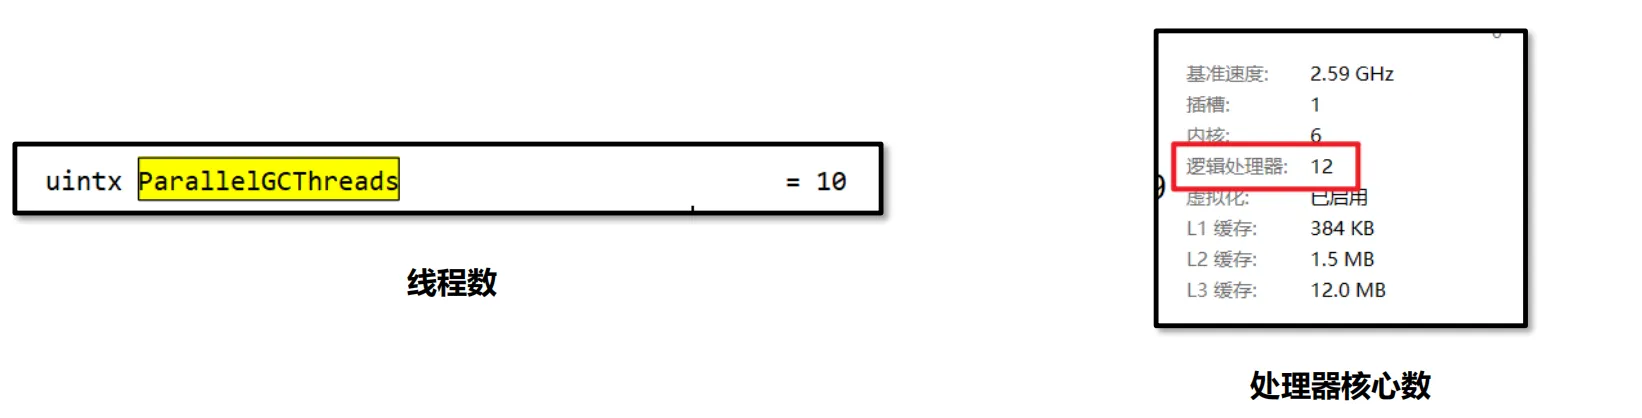 uintx ParallelGCThreads = 10
线程数
基准速度: 2.59 GHz
插槽: 1
内核: 6
逻辑处理器: 12
虚拟化: 已启用
L1 缓存: 384 KB
L2 缓存: 1.5 MB
L3 缓存: 12.0 MB
处理器核心数